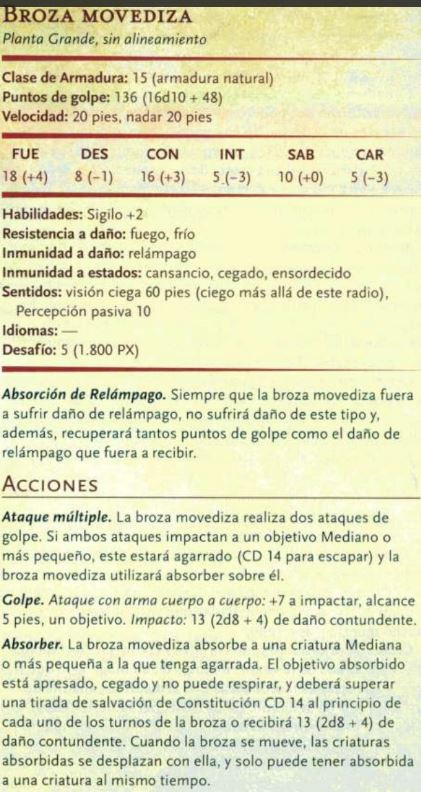 BROZA MOVEDIZA
Planta Grande, sin alineamiento
Clase de Armadura: 15 (armadura natural)
Puntos de golpe: 136 (16d10 + 48)
Velocidad: 20 pies, nadar 20 pies
FUE DES CON INT SAB CAR
18 (+4) 8 (−1) 16 (+3) 5 (−3) 10 (+0) 5 (−3)
Habilidades: Sigilo +2
Resistencia a daño: fuego, frío
Inmunidad a daño: relámpago
Inmunidad a estados: cansancio, cegado, ensordecido
Sentidos: visión ciega 60 pies (ciego más allá de este radio),
Percepción pasiva 10
Idiomas: —
Desafío: 5 (1.800 PX)
Absorción de Relámpago. Siempre que la broza movediza fuera
a sufrir daño de relámpago, no sufrirá daño de este tipo y,
además, recuperará tantos puntos de golpe como el daño de
relámpago que fuera a recibir.
ACCIONES
Ataque múltiple. La broza movediza realiza dos ataques de
golpe. Si ambos ataques impactan a un objetivo Mediano o
más pequeño, este estará agarrado (CD 14 para escapar) y la
broza movediza utilizará absorber sobre él.
Golpe. Ataque con arma cuerpo a cuerpo: +7 a impactar, alcance
5 pies, un objetivo. Impacto: 13 (2d8 + 4) de daño contundente.
Absorber. La broza movediza absorbe a una criatura Mediana
o más pequeña a la que tenga agarrada. El objetivo absorbido
está apresado, cegado y no puede respirar, y deberá superar
una tirada de salvación de Constitución CD 14 al principio de
cada uno de los turnos de la broza o recibirá 13 (2d8 + 4) de
daño contundente. Cuando la broza se mueve, las criaturas
absorbidas se desplazan con ella, y solo puede tener absorbida
a una criatura al mismo tiempo.